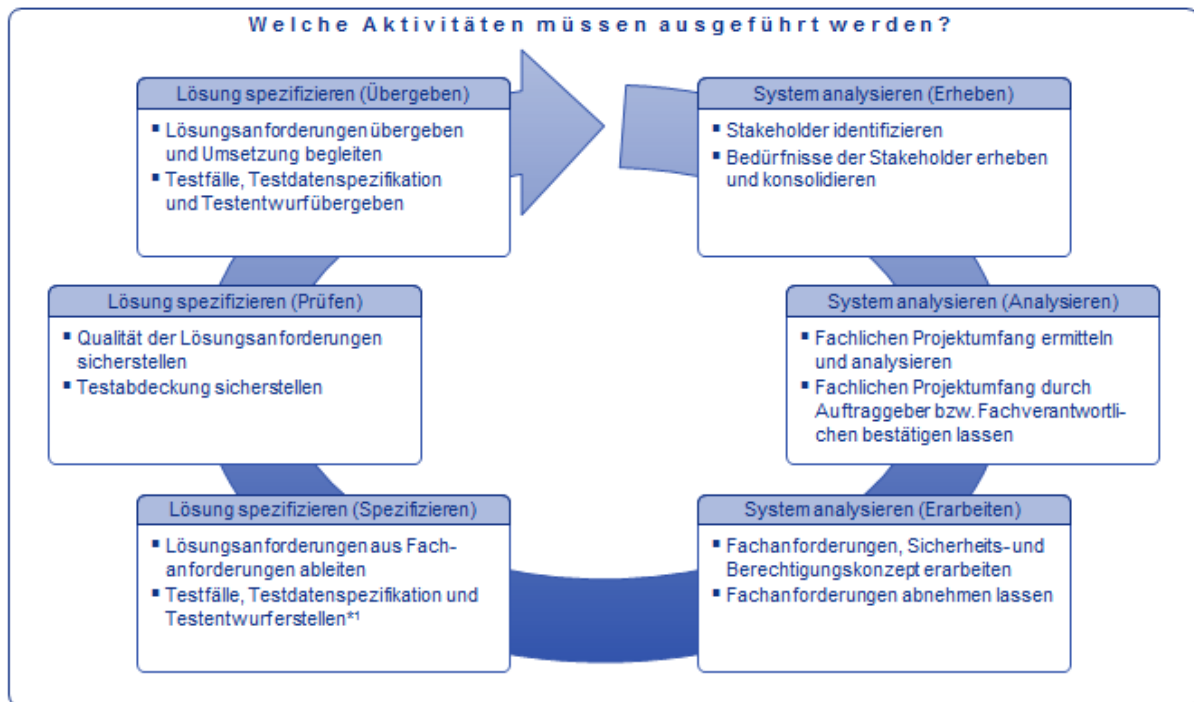 Welche Aktivitäten müssen ausgeführt werden?
Lösung spezifizieren (Übergeben)
▪ Lösungsanforderungen übergeben
und Umsetzung begleiten
▪ Testfälle, Testdatenspezifikation
und Testentwurf übergeben
System analysieren (Erheben)
▪ Stakeholder identifizieren
▪ Bedürfnisse der Stakeholder erheben
und konsolidieren
Lösung spezifizieren (Prüfen)
▪ Qualität der Lösungsanforderungen
sicherstellen
▪ Testabdeckung sicherstellen
System analysieren (Analysieren)
▪ Fachlichen Projektumfang ermitteln
und analysieren
▪ Fachlichen Projektumfang durch
Auftraggeber bzw. Fachverantwortli-
chen bestätigen lassen
Lösung spezifizieren (Spezifizieren)
▪ Lösungsanforderungen aus Fach-
anforderungen ableiten
▪ Testfälle, Testdatenspezifikation und
Testentwurf erstellen*¹
System analysieren (Erarbeiten)
▪ Fachanforderungen, Sicherheits- und
Berechtigungskonzept erarbeiten
▪ Fachanforderungen abnehmen lassen